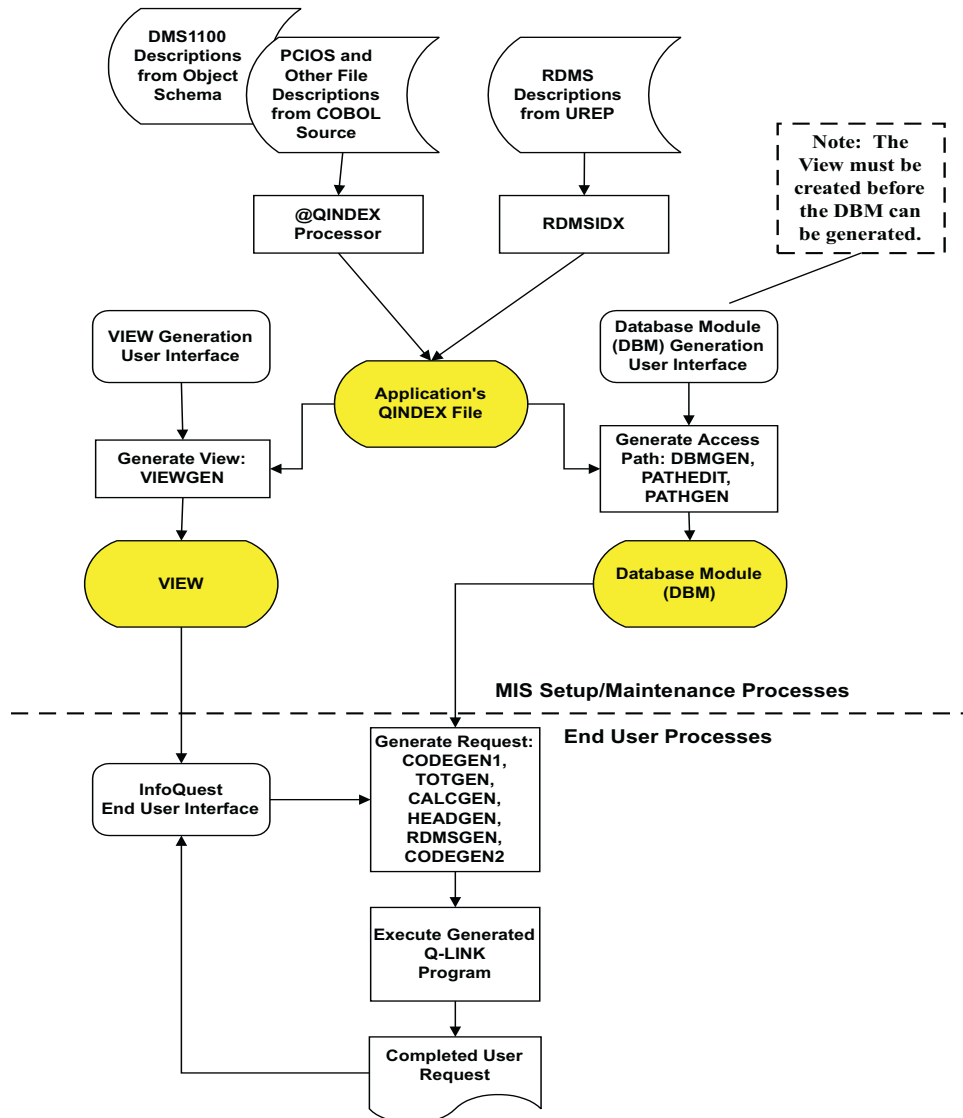 DMS1100
Descriptions
from Object
Schema
PCIOS and
Other File
Descriptions
from COBOL
Source
RDMS
Descriptions
from UREP
Note: The
View must be
created before
the DBM can
be generated.
@QINDEX
Processor
RDMSIDX
VIEW Generation
User Interface
Database Module
(DBM) Generation
User Interface
Application's
QINDEX File
Generate View:
VIEWGEN
Generate Access
Path: DBMGEN,
PATHEDIT,
PATHGEN
VIEW
Database Module
(DBM)
MIS Setup/Maintenance Processes
End User Processes
Generate Request:
CODEGEN1,
TOTGEN,
CALCGEN,
HEADGEN,
RDMSGEN,
CODEGEN2
InfoQuest
End User Interface
Execute Generated
Q-LINK
Program
Completed User
Request